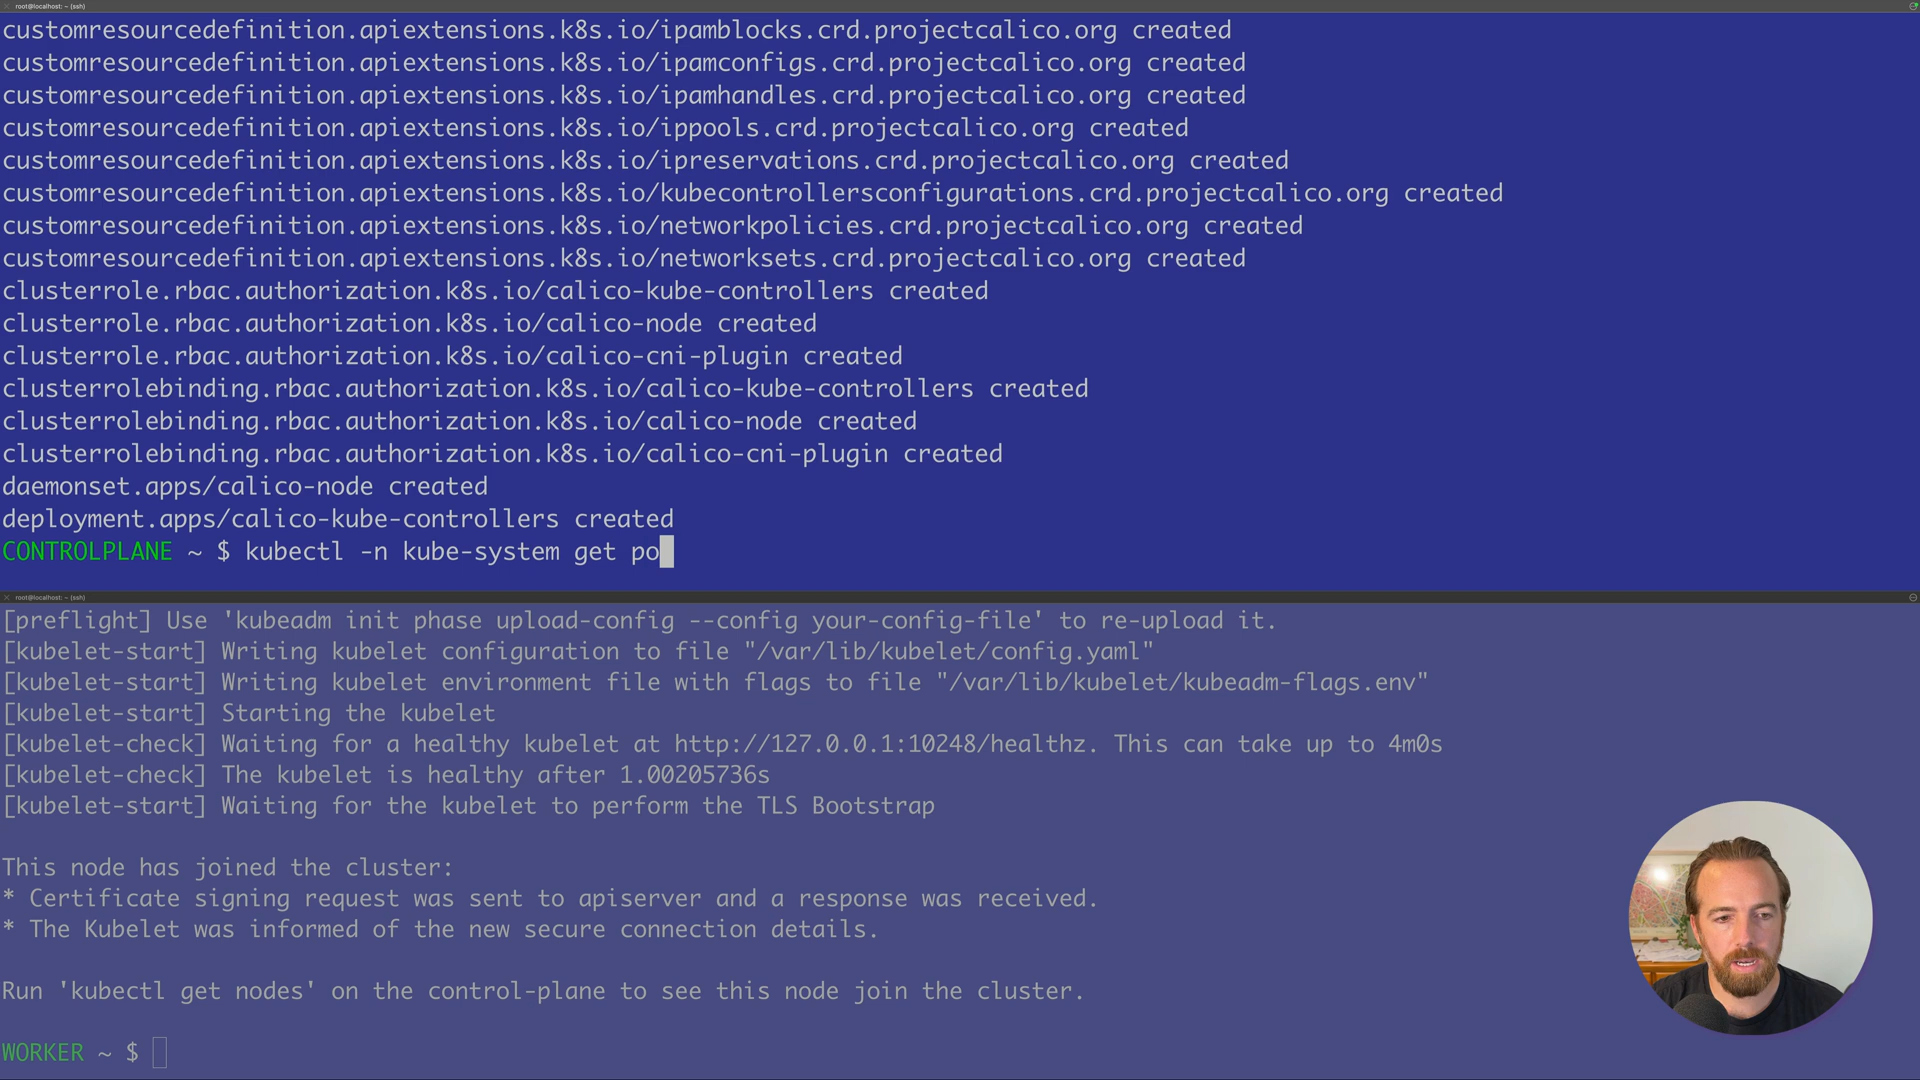 root@localhost: ~ (ssh)
customresourcedefinition.apiextensions.k8s.io/ipamblocks.crd.projectcalico.org created
customresourcedefinition.apiextensions.k8s.io/ipamconfigs.crd.projectcalico.org created
customresourcedefinition.apiextensions.k8s.io/ipamhandles.crd.projectcalico.org created
customresourcedefinition.apiextensions.k8s.io/ippools.crd.projectcalico.org created
customresourcedefinition.apiextensions.k8s.io/ipreservations.crd.projectcalico.org created
customresourcedefinition.apiextensions.k8s.io/kubecontrollersconfigurations.crd.projectcalico.org created
customresourcedefinition.apiextensions.k8s.io/networkpolicies.crd.projectcalico.org created
customresourcedefinition.apiextensions.k8s.io/networksets.crd.projectcalico.org created
clusterrole.rbac.authorization.k8s.io/calico-kube-controllers created
clusterrole.rbac.authorization.k8s.io/calico-node created
clusterrole.rbac.authorization.k8s.io/calico-cni-plugin created
clusterrolebinding.rbac.authorization.k8s.io/calico-kube-controllers created
clusterrolebinding.rbac.authorization.k8s.io/calico-node created
clusterrolebinding.rbac.authorization.k8s.io/calico-cni-plugin created
daemonset.apps/calico-node created
deployment.apps/calico-kube-controllers created
CONTROLPLANE ~ $ kubectl -n kube-system get po
root@localhost: ~ (ssh)
[preflight] Use 'kubeadm init phase upload-config --config your-config-file' to re-upload it.
[kubelet-start] Writing kubelet configuration to file "/var/lib/kubelet/config.yaml"
[kubelet-start] Writing kubelet environment file with flags to file "/var/lib/kubelet/kubeadm-flags.env"
[kubelet-start] Starting the kubelet
[kubelet-check] Waiting for a healthy kubelet at http://127.0.0.1:10248/healthz. This can take up to 4m0s
[kubelet-check] The kubelet is healthy after 1.00205736s
[kubelet-start] Waiting for the kubelet to perform the TLS Bootstrap
This node has joined the cluster:
* Certificate signing request was sent to apiserver and a response was received.
* The Kubelet was informed of the new secure connection details.
Run 'kubectl get nodes' on the control-plane to see this node join the cluster.
WORKER ~ $